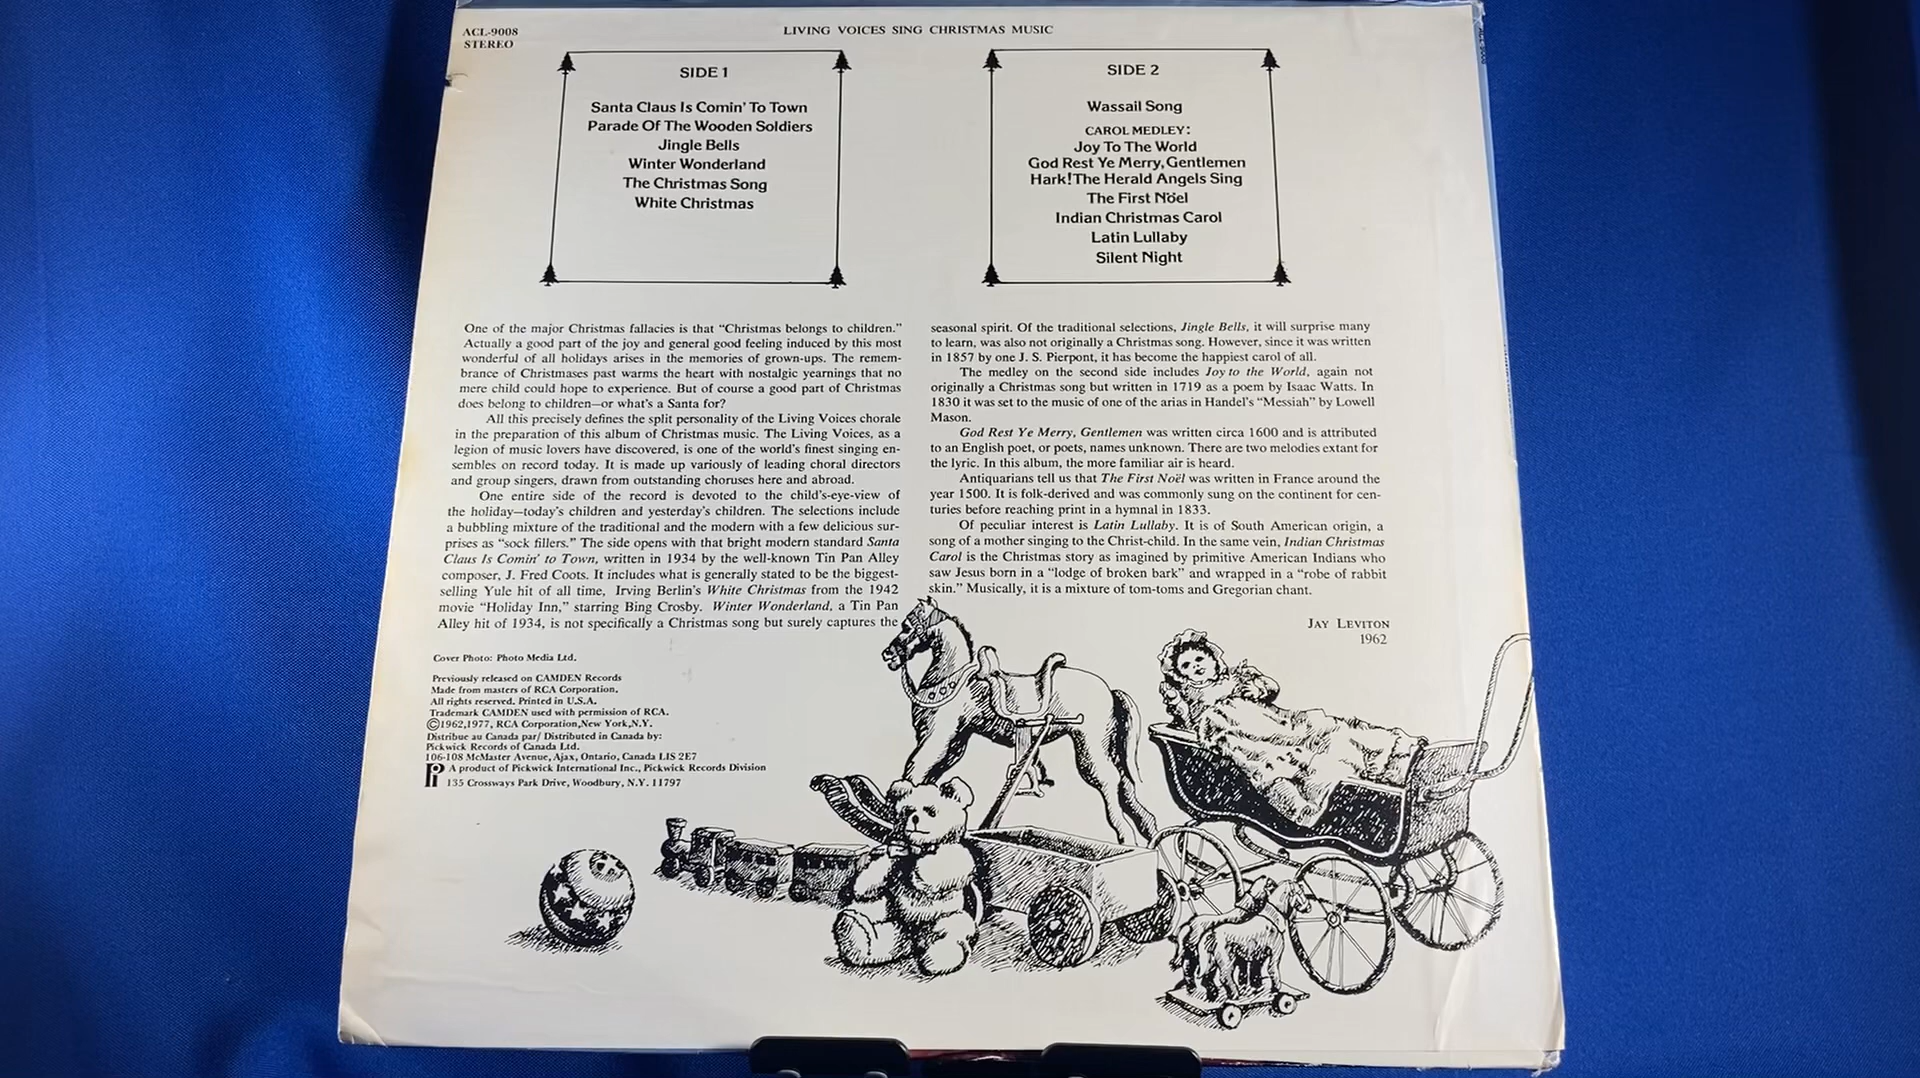 ACL-9008
STEREO
LIVING VOICES SING CHRISTMAS MUSIC
SIDE 1
Santa Claus Is Comin' To Town
Parade Of The Wooden Soldiers
Jingle Bells
Winter Wonderland
The Christmas Song
White Christmas
SIDE 2
Wassail Song
CAROL MEDLEY:
Joy To The World
God Rest Ye Merry, Gentlemen
Hark! The Herald Angels Sing
The First Nöel
Indian Christmas Carol
Latin Lullaby
Silent Night
One of the major Christmas fallacies is that “Christmas belongs to children.”
Actually a good part of the joy and general good feeling induced by this most
wonderful of all holidays arises in the memories of grown-ups. The remem-
brance of Christmases past warms the heart with nostalgic yearnings that no
mere child could hope to experience. But of course a good part of Christmas
does belong to children—or what's a Santa for?
All this precisely defines the split personality of the Living Voices chorale
in the preparation of this album of Christmas music. The Living Voices, as a
legion of music lovers have discovered, is one of the world's finest singing en-
sembles on record today. It is made up variously of leading choral directors
and group singers, drawn from outstanding choruses here and abroad.
One entire side of the record is devoted to the child's-eye-view of
the holiday—today's children and yesterday's children. The selections include
a bubbling mixture of the traditional and the modern with a few delicious sur-
prises as “sock fillers.” The side opens with that bright modern standard Santa
Claus Is Comin' to Town, written in 1934 by the well-known Tin Pan Alley
composer, J. Fred Coots. It includes what is generally stated to be the biggest-
selling Yule hit of all time, Irving Berlin's White Christmas from the 1942
movie “Holiday Inn,” starring Bing Crosby. Winter Wonderland, a Tin Pan
Alley hit of 1934, is not specifically a Christmas song but surely captures the
seasonal spirit. Of the traditional selections, Jingle Bells, it will surprise many
to learn, was also not originally a Christmas song. However, since it was written
in 1857 by one J. S. Pierpont, it has become the happiest carol of all.
The medley on the second side includes Joy to the World, again not
originally a Christmas song but written in 1719 as a poem by Isaac Watts. In
1830 it was set to the music of one of the arias in Handel's “Messiah” by Lowell
Mason.
God Rest Ye Merry, Gentlemen was written circa 1600 and is attributed
to an English poet, or poets, names unknown. There are two melodies extant for
the lyric. In this album, the more familiar air is heard.
Antiquarians tell us that The First Noël was written in France around the
year 1500. It is folk-derived and was commonly sung on the continent for cen-
turies before reaching print in a hymnal in 1833.
Of peculiar interest is Latin Lullaby. It is of South American origin, a
song of a mother singing to the Christ-child. In the same vein, Indian Christmas
Carol is the Christmas story as imagined by primitive American Indians who
saw Jesus born in a “lodge of broken bark” and wrapped in a “robe of rabbit
skin.” Musically, it is a mixture of tom-toms and Gregorian chant.
JAY LEVITON
1962
Cover Photo: Photo Media Ltd.
Previously released on CAMDEN Records
Made from masters of RCA Corporation.
All rights reserved. Printed in U.S.A.
Trademark CAMDEN used with permission of RCA.
©1962,1977, RCA Corporation,New York,N.Y.
Distribue au Canada par/ Distributed in Canada by:
Pickwick Records of Canada Ltd.
106-108 McMaster Avenue, Ajax, Ontario, Canada L1S 2E7
A product of Pickwick International Inc., Pickwick Records Division
135 Crossways Park Drive, Woodbury, N.Y. 11797